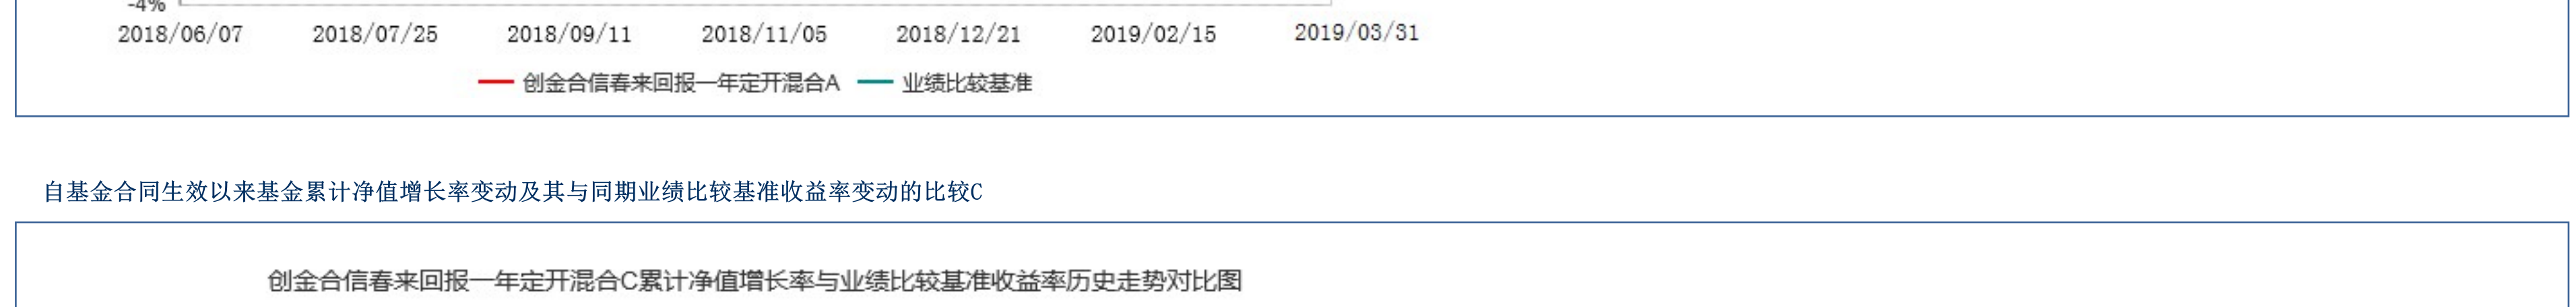 -4%
2018/06/07 2018/07/25 2018/09/11 2018/11/05 2018/12/21 2019/02/15 2019/03/31
创金合信春来回报一年定开混合A 业绩比较基准
自基金合同生效以来基金累计净值增长率变动及其与同期业绩比较基准收益率变动的比较C
创金合信春来回报一年定开混合C累计净值增长率与业绩比较基准收益率历史走势对比图